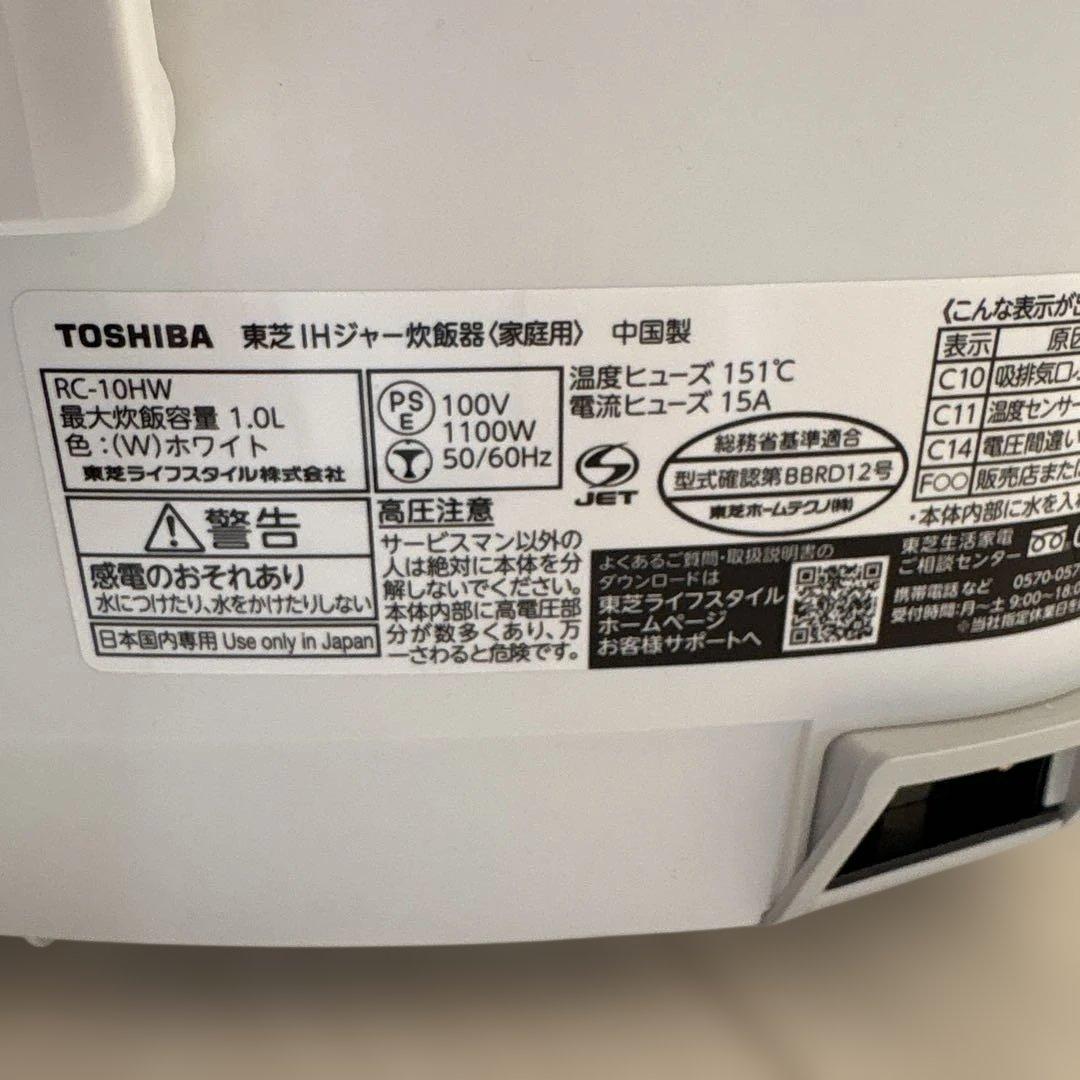 TOSHIBA 東芝IHジャー炊飯器〈家庭用〉 中国製
RC-10HW
最大炊飯容量 1.0L
色:(W)ホワイト
東芝ライフスタイル株式会社
PS
E
100V
1100W
50/60Hz
温度ヒューズ 151℃
電流ヒューズ 15A
JET
総務省基準適合
型式確認第BBRD12号
東芝ホームテクノ(株)
警告
感電のおそれあり
水につけたり、水をかけたりしない
日本国内専用 Use only in Japan
高圧注意
サービスマン以外の
人は絶対に本体を分
解しないでください。
本体内部に高電圧部
分が数多くあり、万
一さわると危険です。
よくあるご質問・取扱説明書の
ダウンロードは
東芝ライフスタイル
ホームページ
お客様サポートへ
《こんな表示が
表示 原因
C10 吸排気口
C11 温度センサー
C14 電圧間違い
F〇〇 販売店または
・本体内部に水を入
東芝生活家電
ご相談センター
携帯電話など 0570-057
受付時間:月〜土 9:00〜18:0
※当社指定休業日を